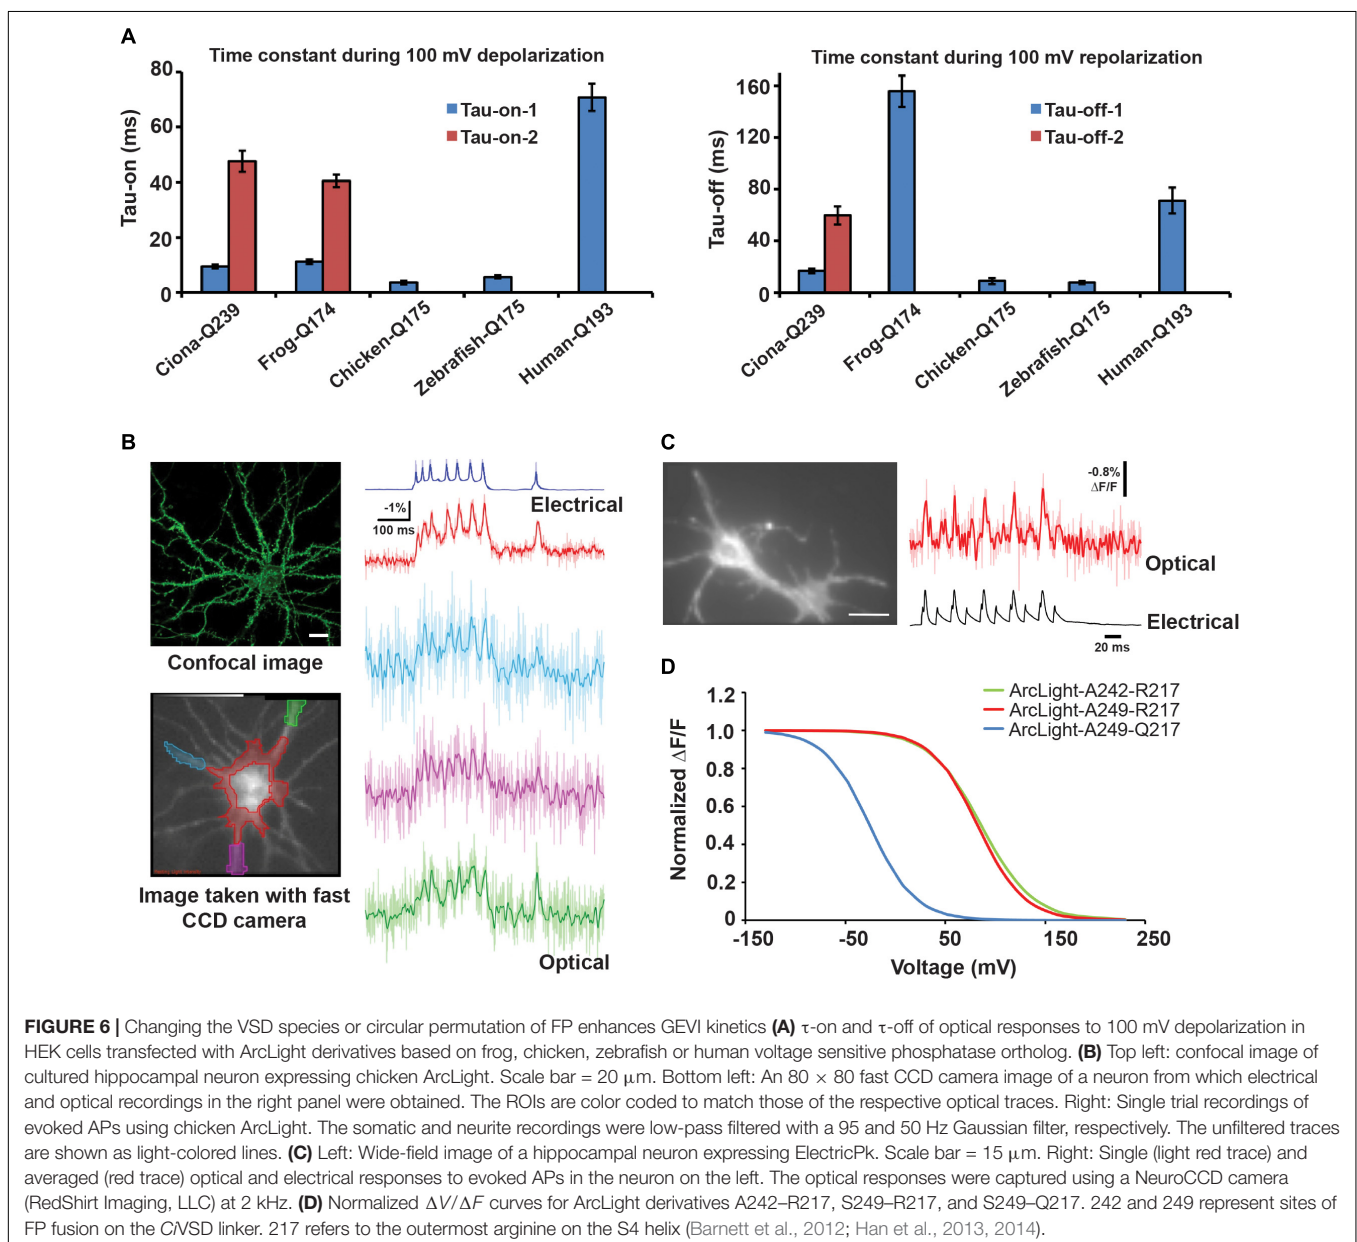 A
Time constant during 100 mV depolarization
Tau-on (ms)
80
60
40
20
0
Tau-on-1
Tau-on-2
Ciona-Q239
Frog-Q174
Chicken-Q175
Zebrafish-Q175
Human-Q193
Time constant during 100 mV repolarization
Tau-off (ms)
160
120
80
40
0
Tau-off-1
Tau-off-2
Ciona-Q239
Frog-Q174
Chicken-Q175
Zebrafish-Q175
Human-Q193
B
Confocal image
Image taken with fast
CCD camera
Electrical
-1%
100 ms
Optical
C
-0.8%
ΔF/F
Optical
Electrical
20 ms
D
Normalized ΔF/F
1.2
1.0
0.8
0.6
0.4
0.2
0
-150
-50
50
150
250
Voltage (mV)
ArcLight-A242-R217
ArcLight-A249-R217
ArcLight-A249-Q217
FIGURE 6 | Changing the VSD species or circular permutation of FP enhances GEVI kinetics (A) τ-on and τ-off of optical responses to 100 mV depolarization in
HEK cells transfected with ArcLight derivatives based on frog, chicken, zebrafish or human voltage sensitive phosphatase ortholog. (B) Top left: confocal image of
cultured hippocampal neuron expressing chicken ArcLight. Scale bar = 20 μm. Bottom left: An 80 × 80 fast CCD camera image of a neuron from which electrical
and optical recordings in the right panel were obtained. The ROIs are color coded to match those of the respective optical traces. Right: Single trial recordings of
evoked APs using chicken ArcLight. The somatic and neurite recordings were low-pass filtered with a 95 and 50 Hz Gaussian filter, respectively. The unfiltered traces
are shown as light-colored lines. (C) Left: Wide-field image of a hippocampal neuron expressing ElectricPk. Scale bar = 15 μm. Right: Single (light red trace) and
averaged (red trace) optical and electrical responses to evoked APs in the neuron on the left. The optical responses were captured using a NeuroCCD camera
(RedShirt Imaging, LLC) at 2 kHz. (D) Normalized ΔV/ΔF curves for ArcLight derivatives A242–R217, S249–R217, and S249–Q217. 242 and 249 represent sites of
FP fusion on the CiVSD linker. 217 refers to the outermost arginine on the S4 helix (Barnett et al., 2012; Han et al., 2013, 2014).